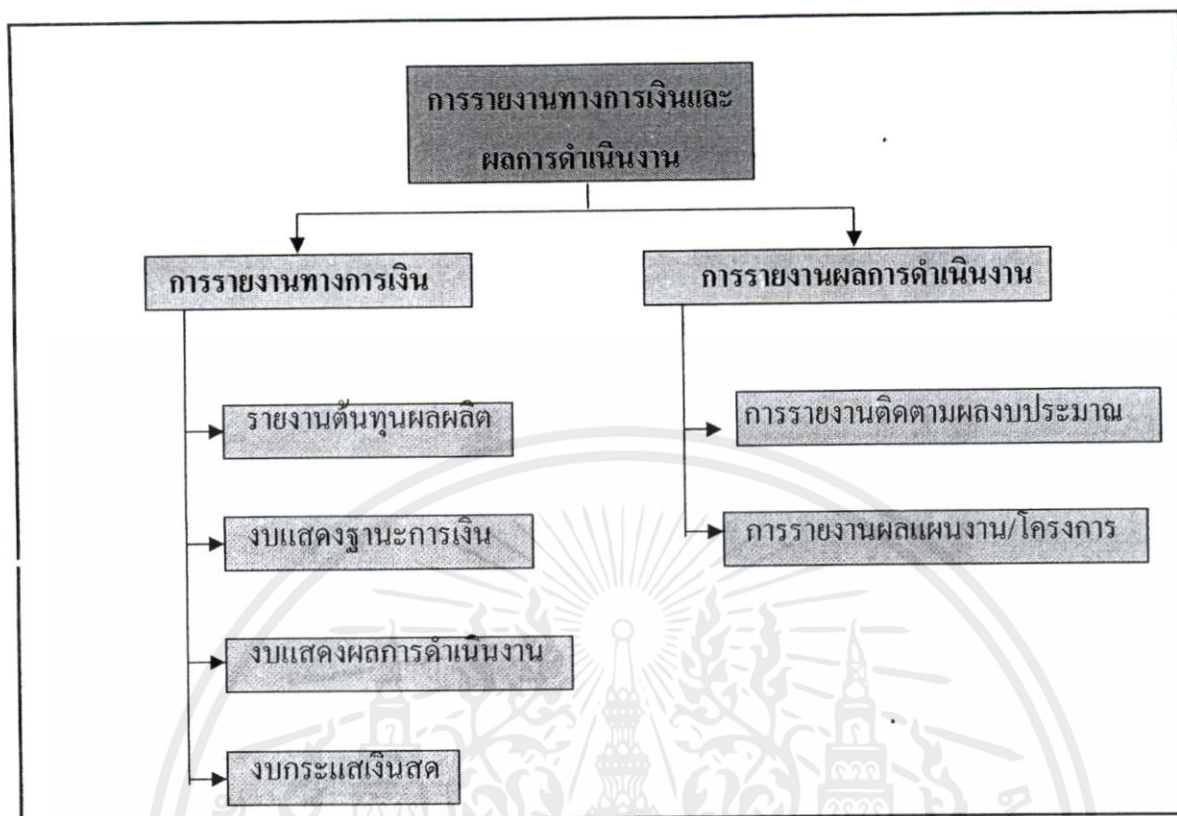 การรายงานทางการเงินและ
ผลการดำเนินงาน
การรายงานทางการเงิน
การรายงานผลการดำเนินงาน
รายงานต้นทุนผลผลิต
การรายงานติดตามผลงบประมาณ
งบแสดงฐานะการเงิน
การรายงานผลแผนงาน/โครงการ
งบแสดงผลการดำเนินงาน
งบกระแสเงินสด